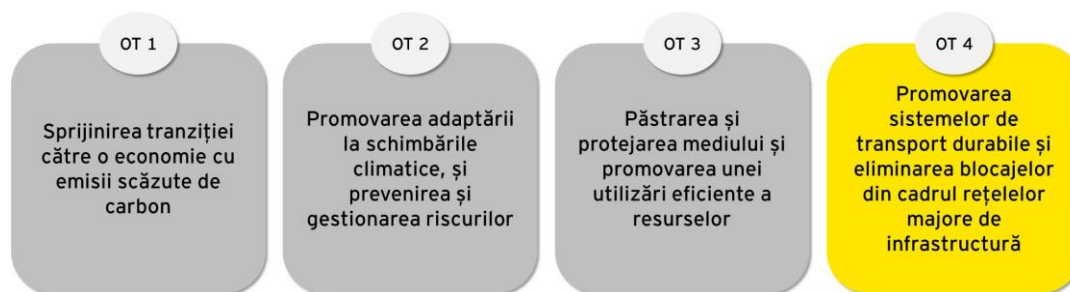 OT 1
Sprijinirea tranziției
către o economie cu
emisii scăzute de
carbon
OT 2
Promovarea adaptării
la schimbările
climatice, și
prevenirea și
gestionarea riscurilor
OT 3
Păstrarea și
protejarea mediului și
promovarea unei
utilizări eficiente a
resurselor
OT 4
Promovarea
sistemelor de
transport durabile și
eliminarea blocajelor
din cadrul rețelelor
majore de
infrastructură